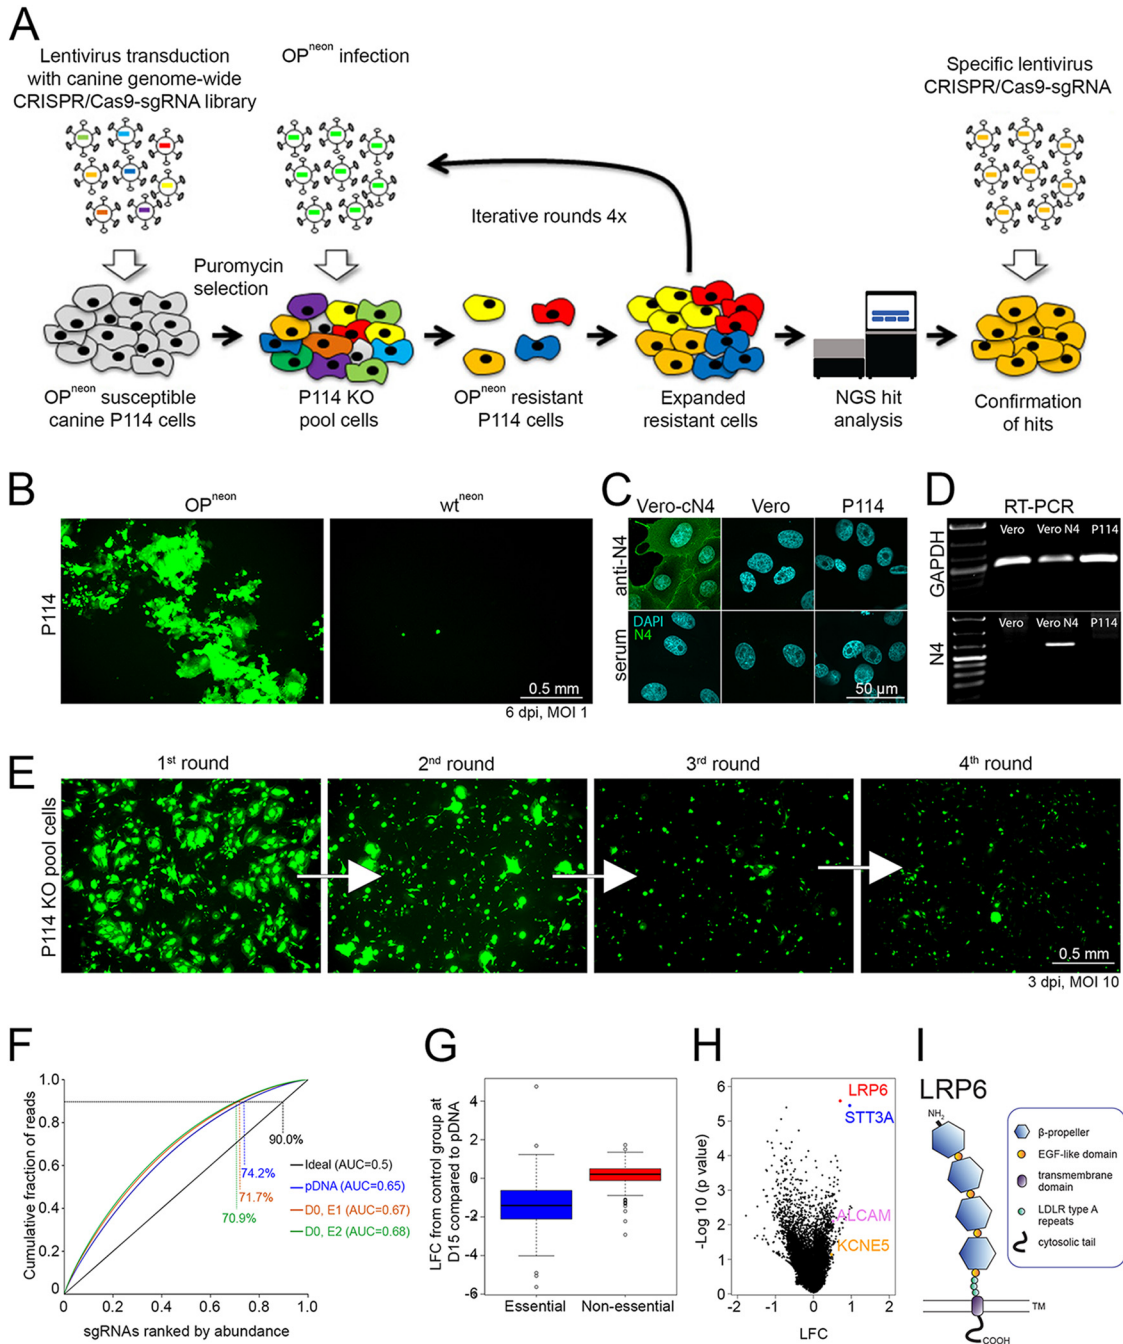 A
Lentivirus transduction
with canine genome-wide
CRISPR/Cas9-sgRNA library
OPneon infection
Specific lentivirus
CRISPR/Cas9-sgRNA
Iterative rounds 4x
Puromycin
selection
OPneon susceptible
canine P114 cells
P114 KO
pool cells
OPneon resistant
P114 cells
Expanded
resistant cells
NGS hit
analysis
Confirmation
of hits
B
OPneon
wtneon
P114
0.5 mm
6 dpi, MOI 1
C
Vero-cN4
Vero
P114
anti-N4
serum
DAPI
N4
50 µm
D
RT-PCR
GAPDH
Vero
Vero N4
P114
N4
Vero
Vero N4
P114
E
1st round
2nd round
3rd round
4th round
P114 KO pool cells
0.5 mm
3 dpi, MOI 10
F
Cumulative fraction of reads
1.0
0.8
0.6
0.4
0.2
0
0
0.2
0.4
0.6
0.8
1.0
90.0%
74.2%
71.7%
70.9%
Ideal (AUC=0.5)
pDNA (AUC=0.65)
D0, E1 (AUC=0.67)
D0, E2 (AUC=0.68)
sgRNAs ranked by abundance
G
LFC from control group at
D15 compared to pDNA
4
2
0
-2
-4
-6
Essential
Non-essential
H
-Log 10 (p value)
6
5
4
3
2
1
0
-2
-1
0
1
2
LRP6
STT3A
ALCAM
KCNE5
LFC
I
LRP6
NH2
β-propeller
EGF-like domain
transmembrane
domain
LDLR type A
repeats
cytosolic tail
TM
COOH